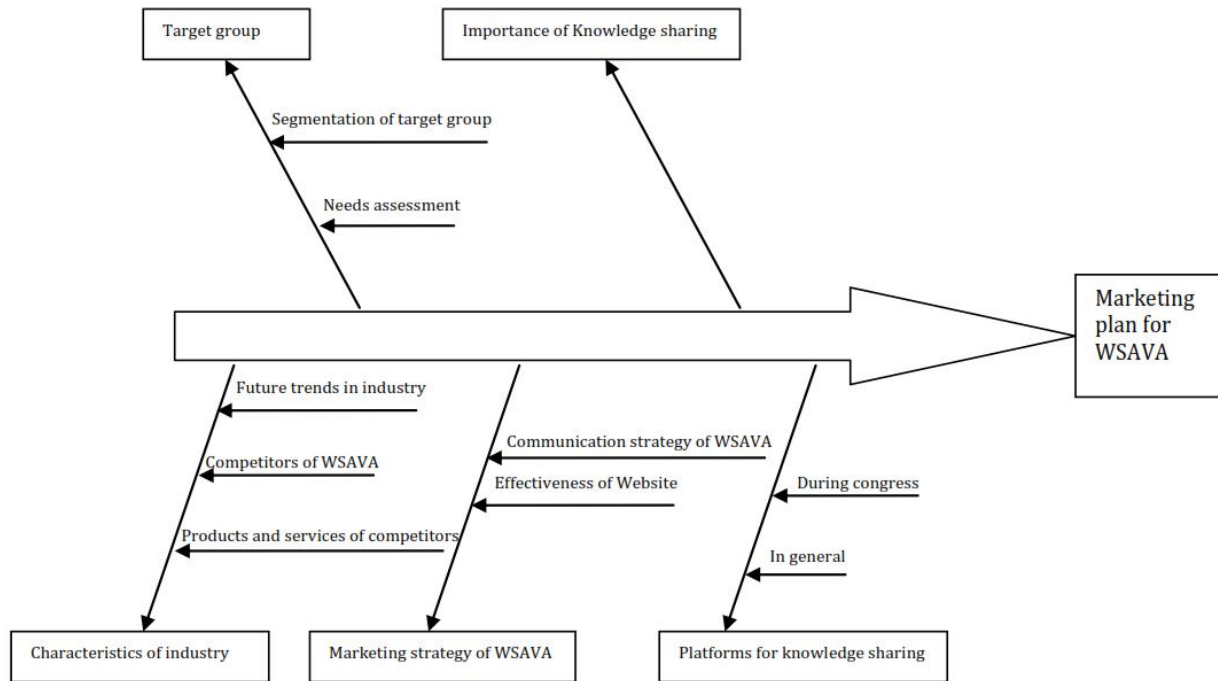 Target group
Importance of Knowledge sharing
Segmentation of target group
Needs assessment
Marketing
plan for
WSAVA
Future trends in industry
Communication strategy of WSAVA
Competitors of WSAVA
Effectiveness of Website
During congress
Products and services of competitors
In general
Characteristics of industry
Marketing strategy of WSAVA
Platforms for knowledge sharing